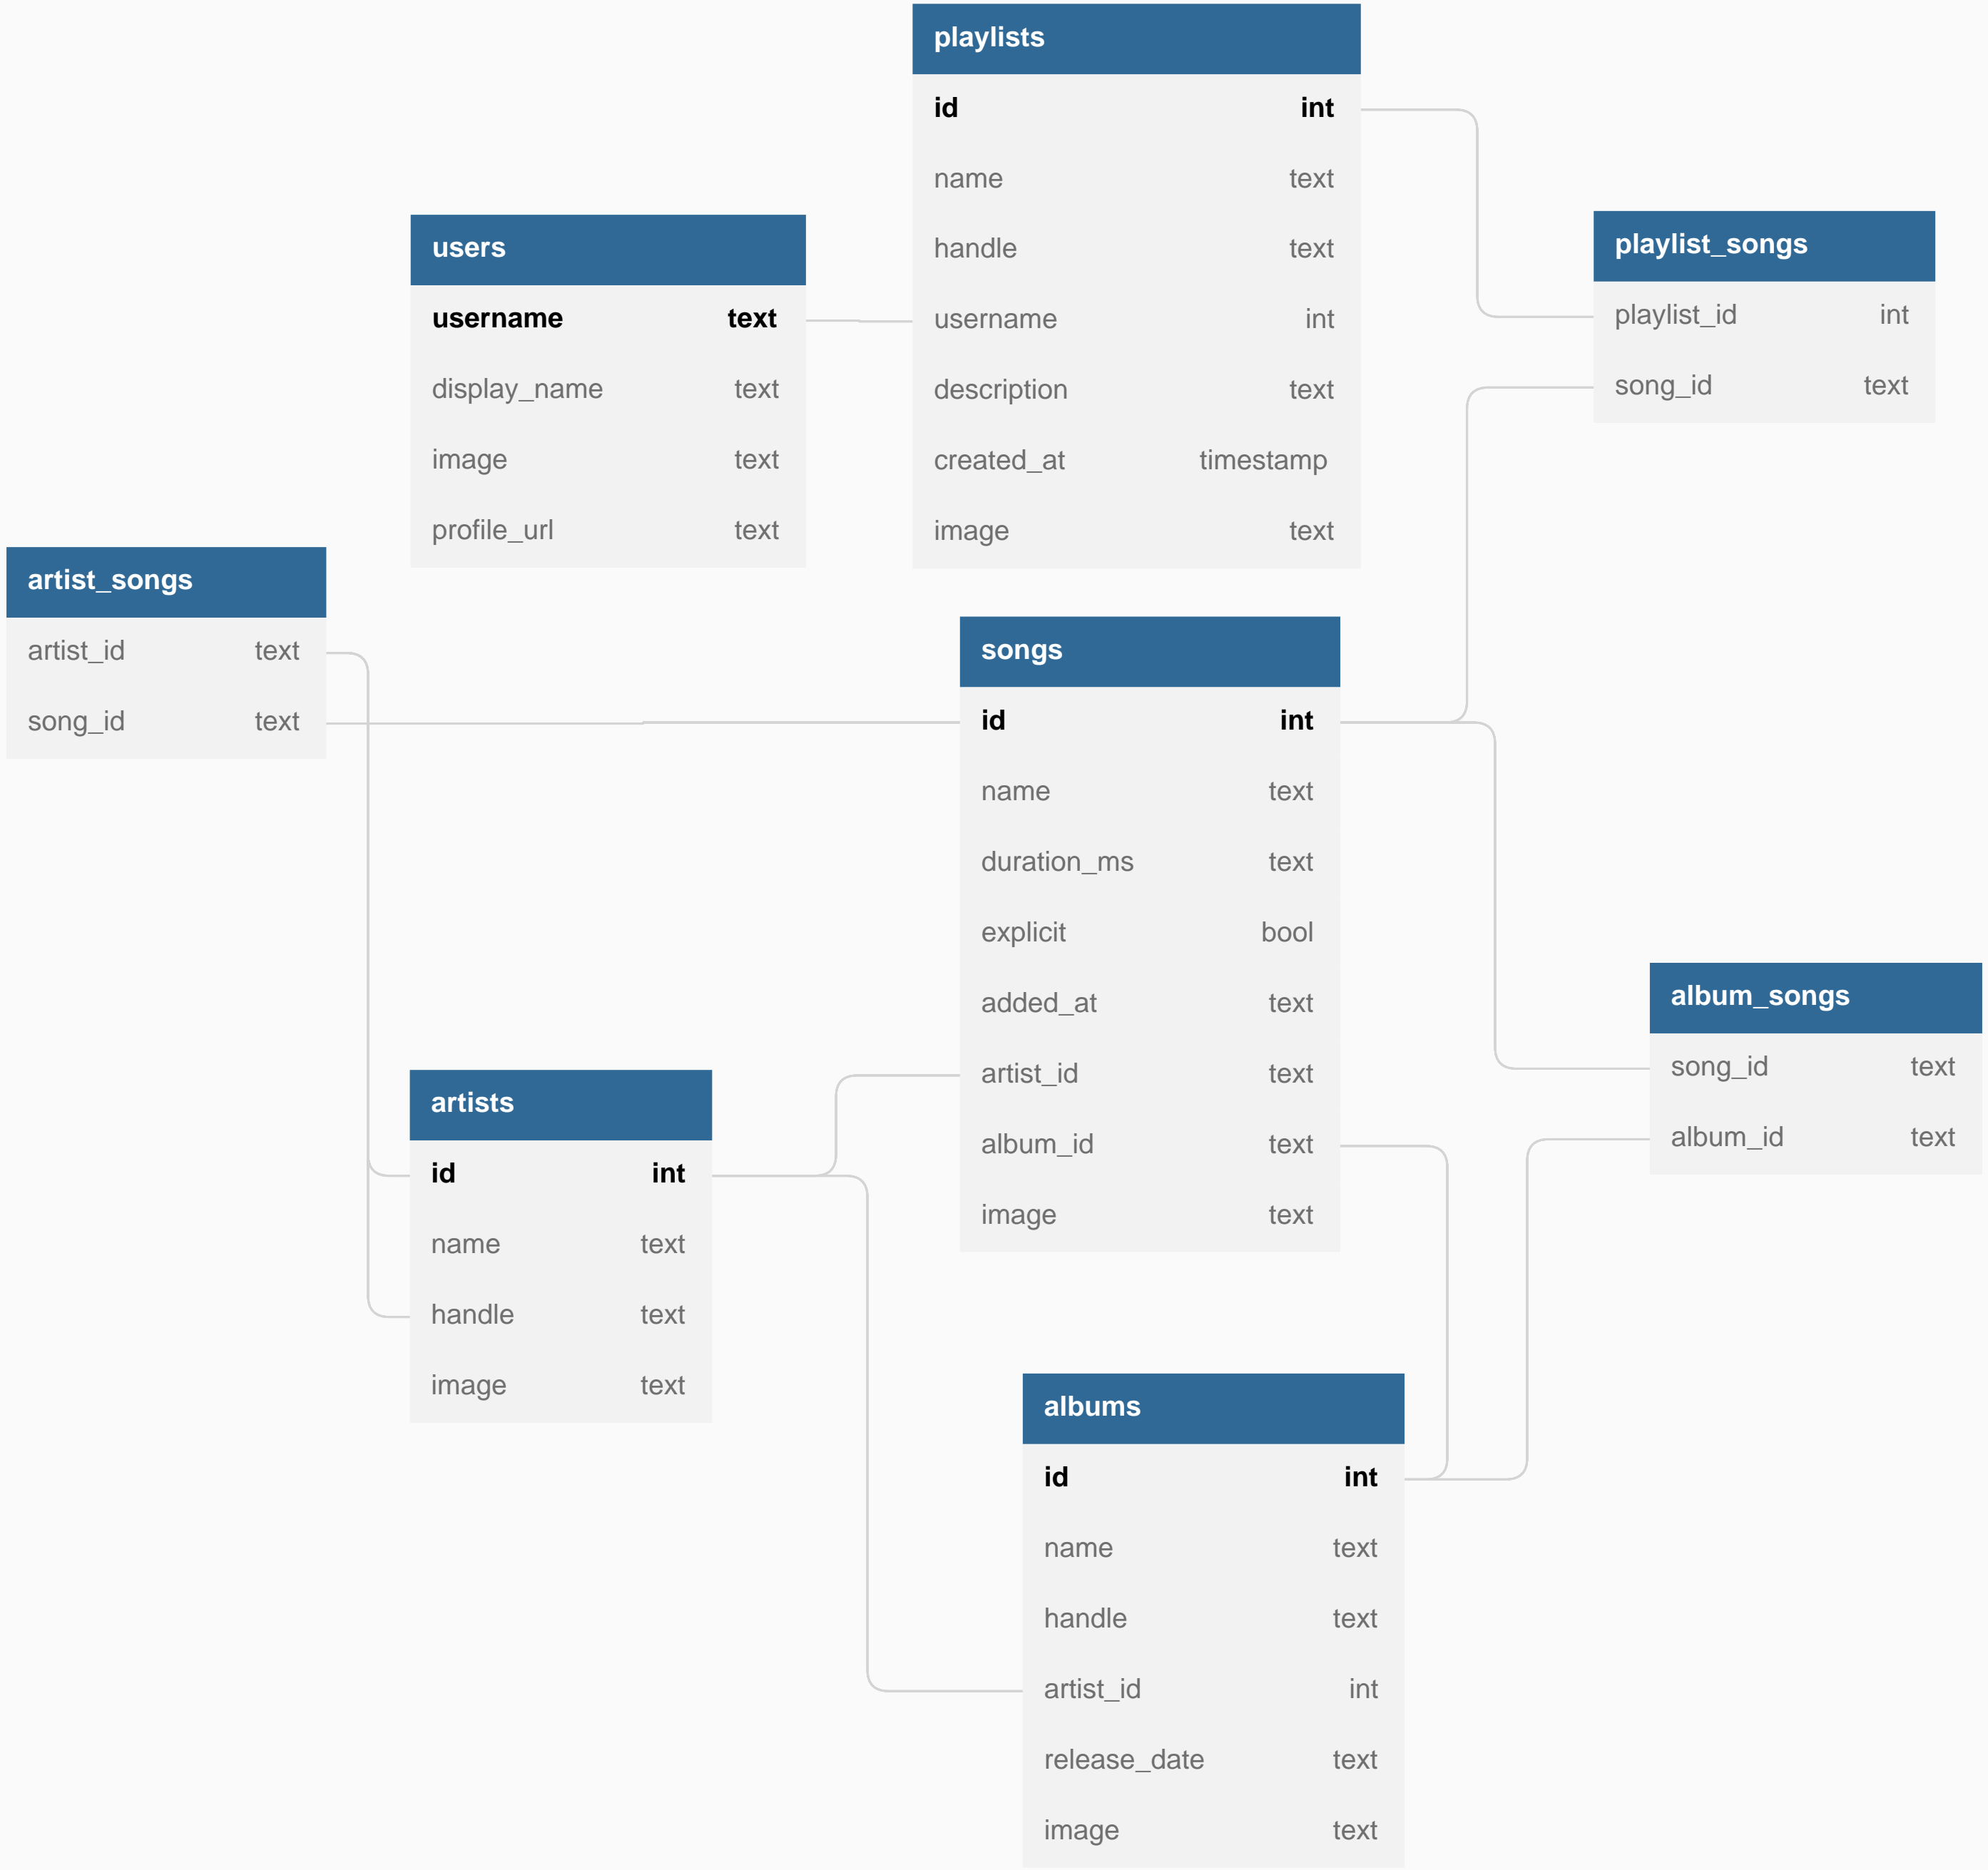 playlists
id int
name text
handle text
username int
description text
created_at timestamp
image text
users
username text
display_name text
image text
profile_url text
playlist_songs
playlist_id int
song_id text
artist_songs
artist_id text
song_id text
songs
id int
name text
duration_ms text
explicit bool
added_at text
artist_id text
album_id text
image text
album_songs
song_id text
album_id text
artists
id int
name text
handle text
image text
albums
id int
name text
handle text
artist_id int
release_date text
image text